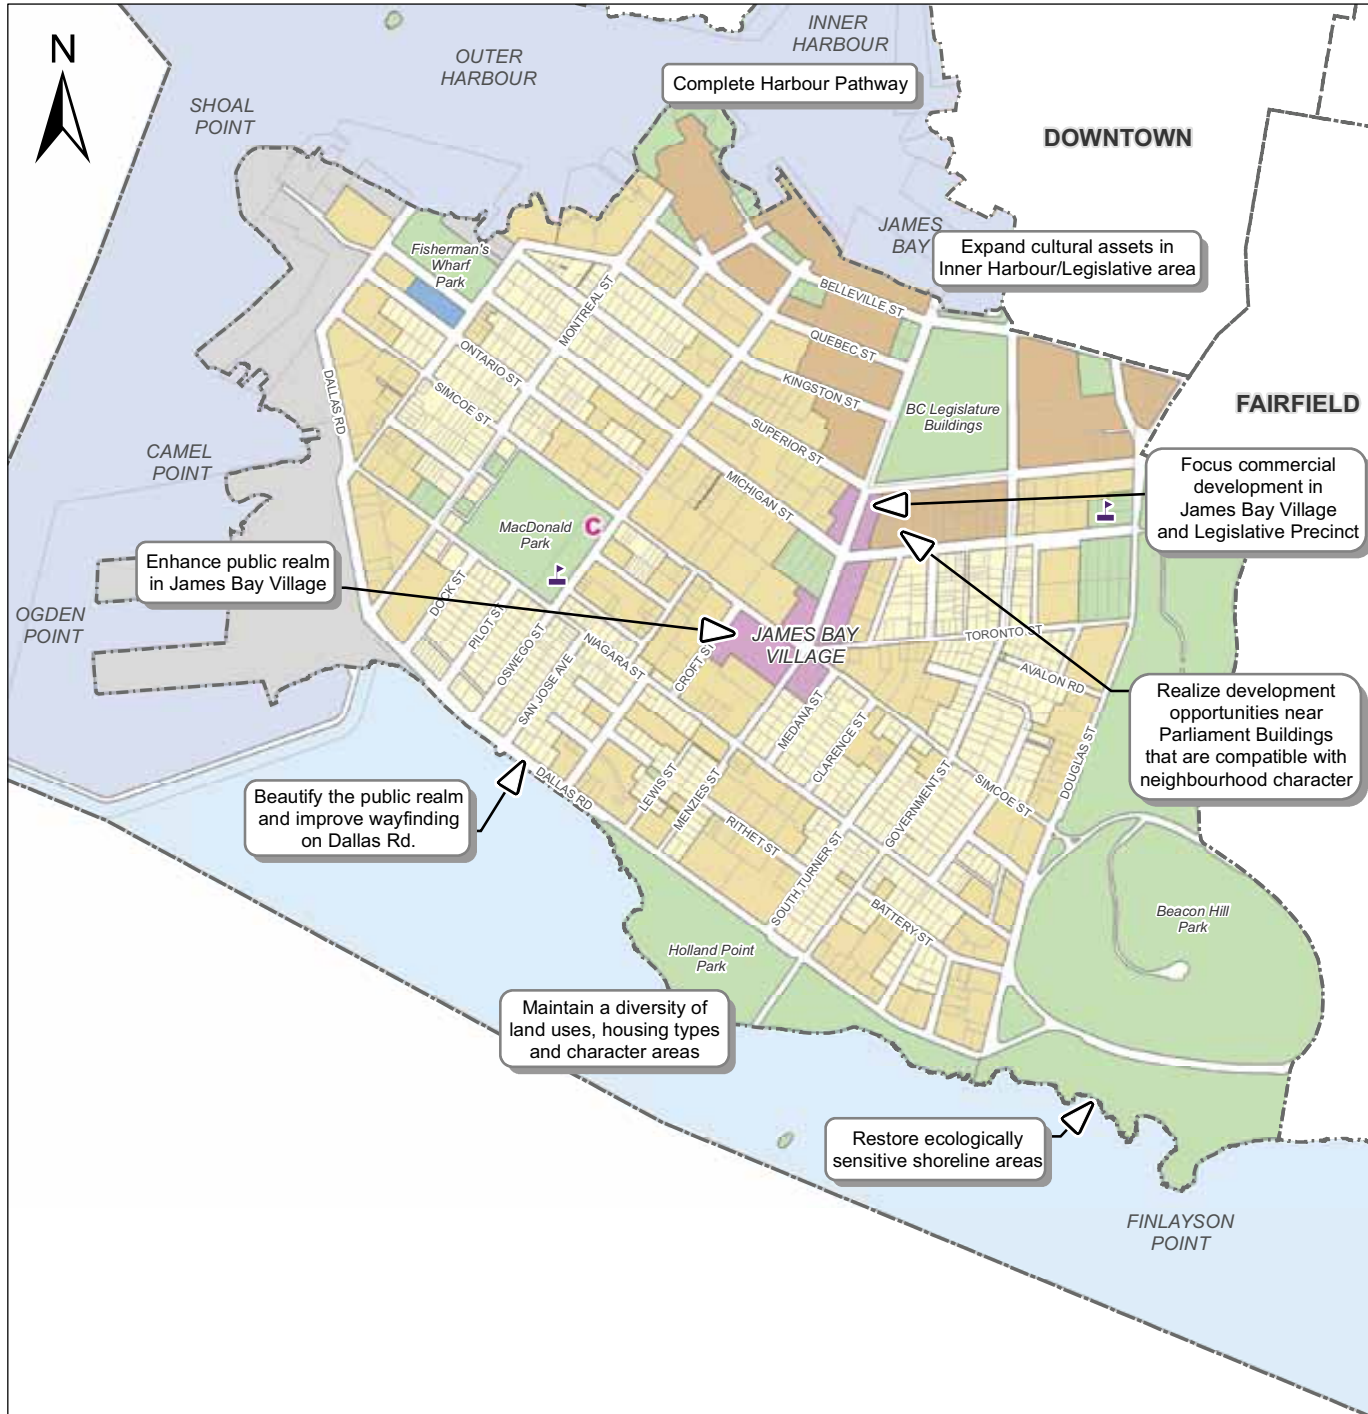 N
OUTER
HARBOUR
INNER
HARBOUR
Complete Harbour Pathway
SHOAL
POINT
DOWNTOWN
JAMES
BAY
Expand cultural assets in
Inner Harbour/Legislative area
Fisherman's
Wharf
Park
BELLEVILLE ST
MONTREAL ST
QUEBEC ST
KINGSTON ST
ONTARIO ST
SIMCOE ST
DALLAS RD
SUPERIOR ST
MICHIGAN ST
BC Legislature
Buildings
FAIRFIELD
CAMEL
POINT
Focus commercial
development in
James Bay Village
and Legislative Precinct
MacDonald
Park
C
Enhance public realm
in James Bay Village
OGDEN
POINT
DOCK ST
PILOT ST
OSWEGO ST
SAN JOSE AVE
NIAGARA ST
CROFT ST
JAMES BAY
VILLAGE
TORONTO ST
AVALON RD
Realize development
opportunities near
Parliament Buildings
that are compatible with
neighbourhood character
MEDANA ST
CLARENCE ST
DOUGLAS ST
SIMCOE ST
GOVERNMENT ST
Beautify the public realm
and improve wayfinding
on Dallas Rd.
DALLAS RD
LEWIS ST
MENZIES ST
RITHET ST
SOUTH TURNER ST
BATTERY ST
Beacon Hill
Park
Holland Point
Park
Maintain a diversity of
land uses, housing types
and character areas
Restore ecologically
sensitive shoreline areas
FINLAYSON
POINT